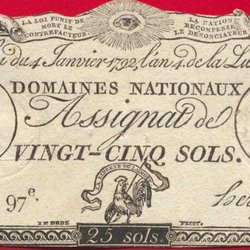 LA LOI PUNIT DE
MORT LE
CONTREFACTEUR.
LA NATION
RÉCOMPENSE
LE DÉNONCIATEUR
du 4 Janvier 1792, l'an 4 de la
DOMAINES NATIONAUX
Assignat de
VINGT-CINQ SOLS.
97e.
25 sols.
FECIT.